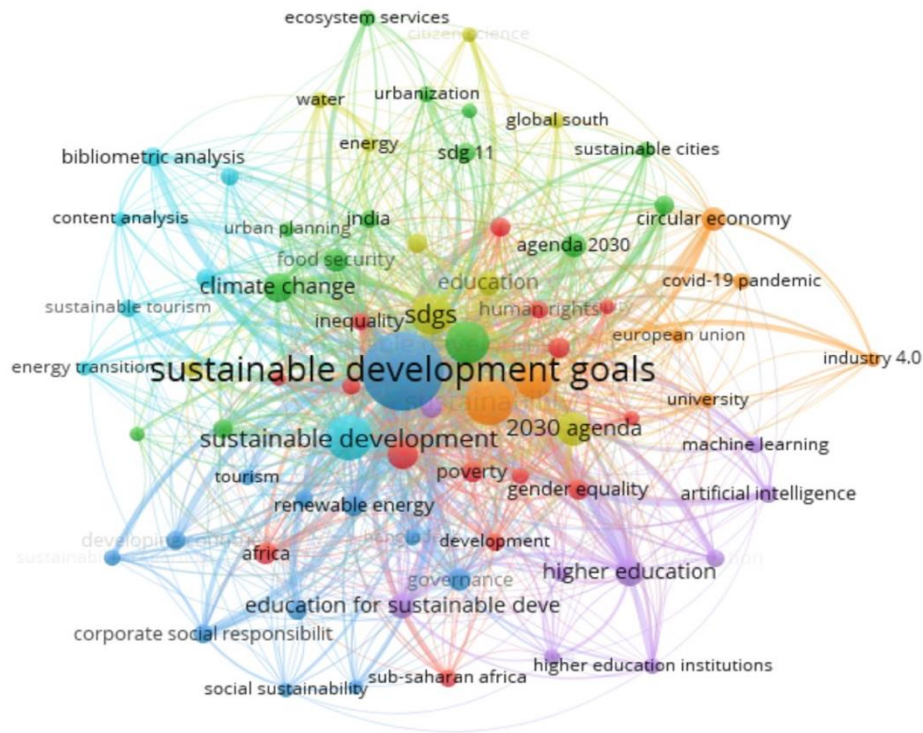 ecosystem services
citizen science
water
urbanization
global south
energy
sdg 11
sustainable cities
bibliometric analysis
content analysis
urban planning
india
circular economy
agenda 2030
food security
climate change
education
covid-19 pandemic
sustainable tourism
sdgs
human rights
inequality
european union
energy transition
sustainable development goals
industry 4.0
university
2030 agenda
sustainable development
machine learning
poverty
tourism
gender equality
artificial intelligence
renewable energy
development
africa
governance
higher education
education for sustainable deve
corporate social responsibilit
higher education institutions
sub-saharan africa
social sustainability